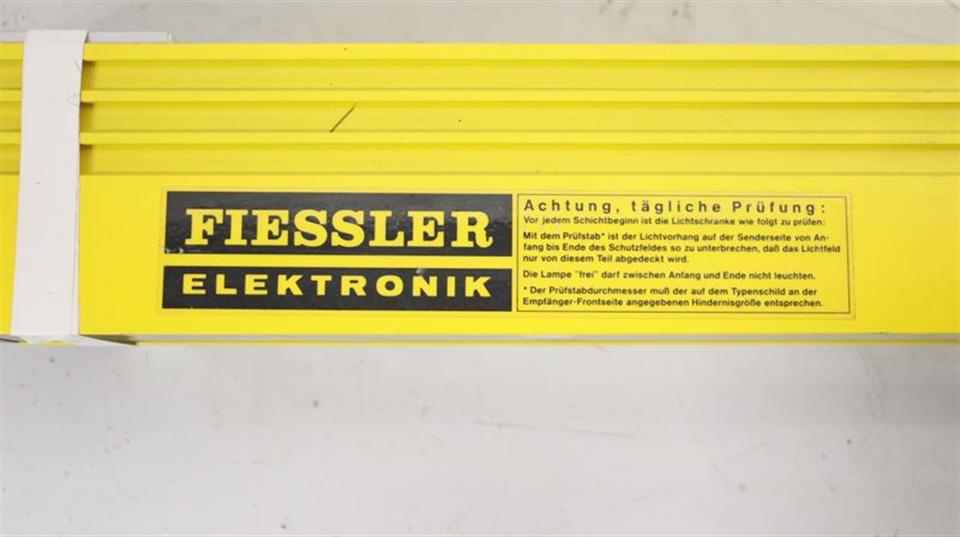 FIESSLER
ELEKTRONIK
Achtung, tägliche Prüfung:
Vor jedem Schichtbeginn ist die Lichtschranke wie folgt zu prüfen:
Mit dem Prüfstab* ist der Lichtvorhang auf der Senderseite von An-
fang bis Ende des Schutzfeldes so zu unterbrechen, daß das Lichtfeld
nur von diesem Teil abgedeckt wird.
Die Lampe "frei" darf zwischen Anfang und Ende nicht leuchten.
* Der Prüfstabdurchmesser muß der auf dem Typenschild an der
Empfänger-Frontseite angegebenen Hindernisgröße entsprechen.